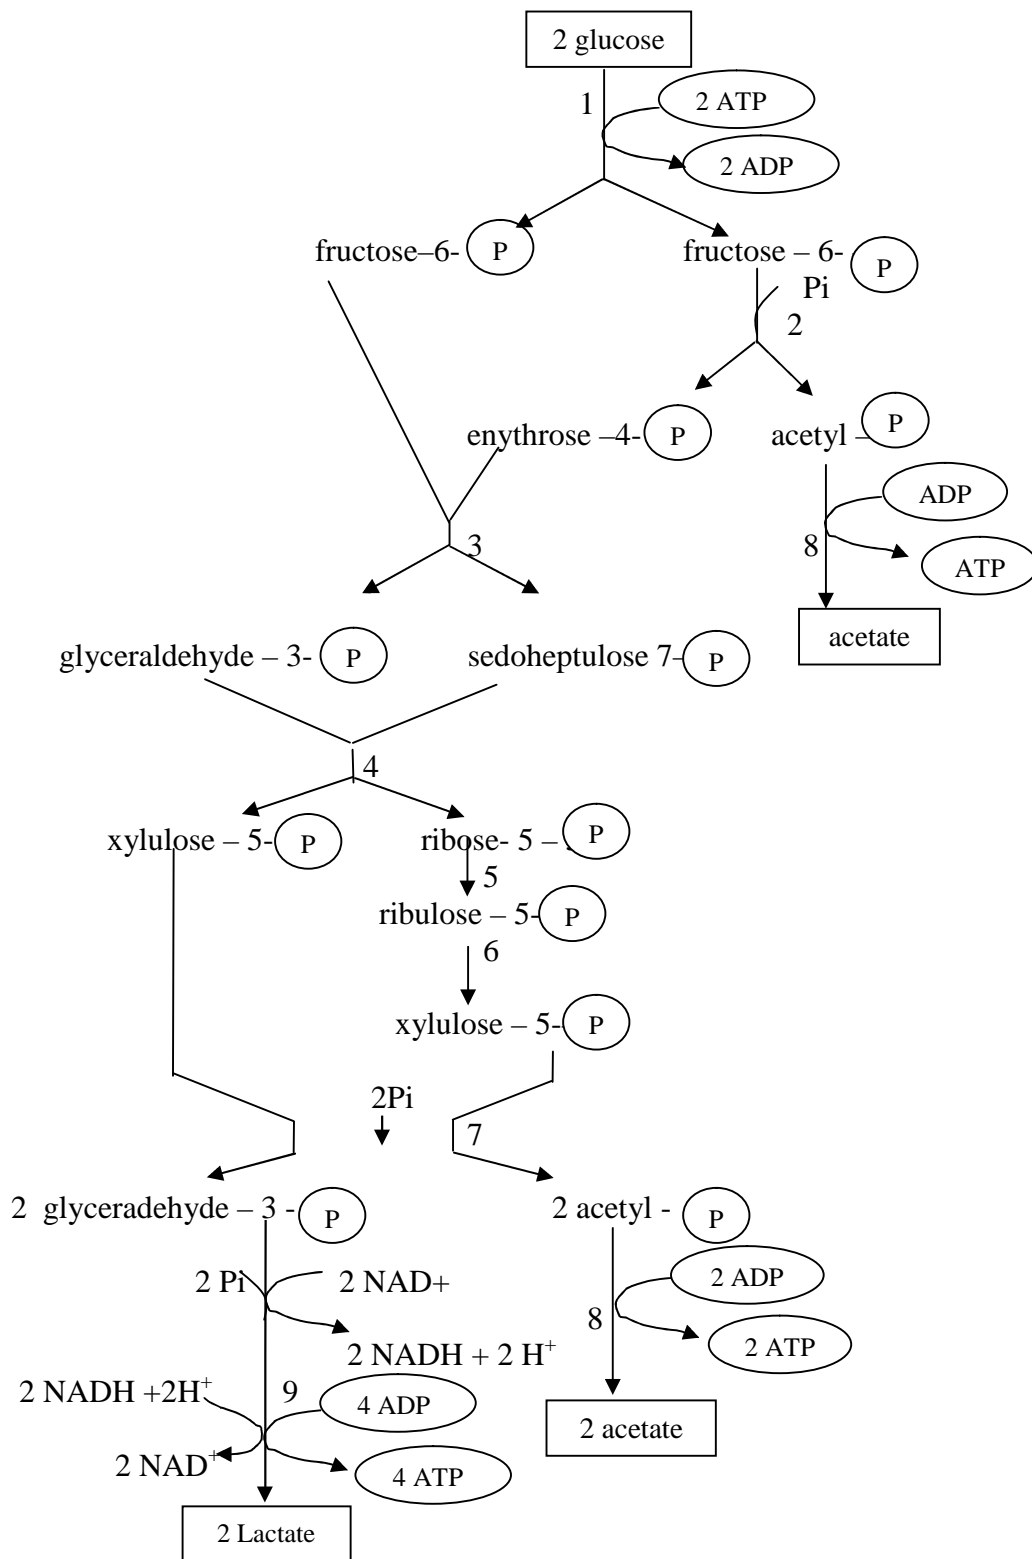 2 glucose
1
2 ATP
2 ADP
fructose–6- P
fructose – 6- P
Pi
2
enythrose –4- P
acetyl – P
ADP
8
ATP
3
acetate
glyceraldehyde – 3- P
sedoheptulose 7- P
4
xylulose – 5- P
ribose- 5 – P
5
ribulose – 5- P
6
xylulose – 5- P
2Pi
7
2 glyceradehyde – 3 - P
2 acetyl - P
2 Pi
2 NAD+
2 ADP
8
2 ATP
2 NADH + 2 H⁺
2 NADH +2H⁺
9
4 ADP
2 acetate
2 NAD⁺
4 ATP
2 Lactate